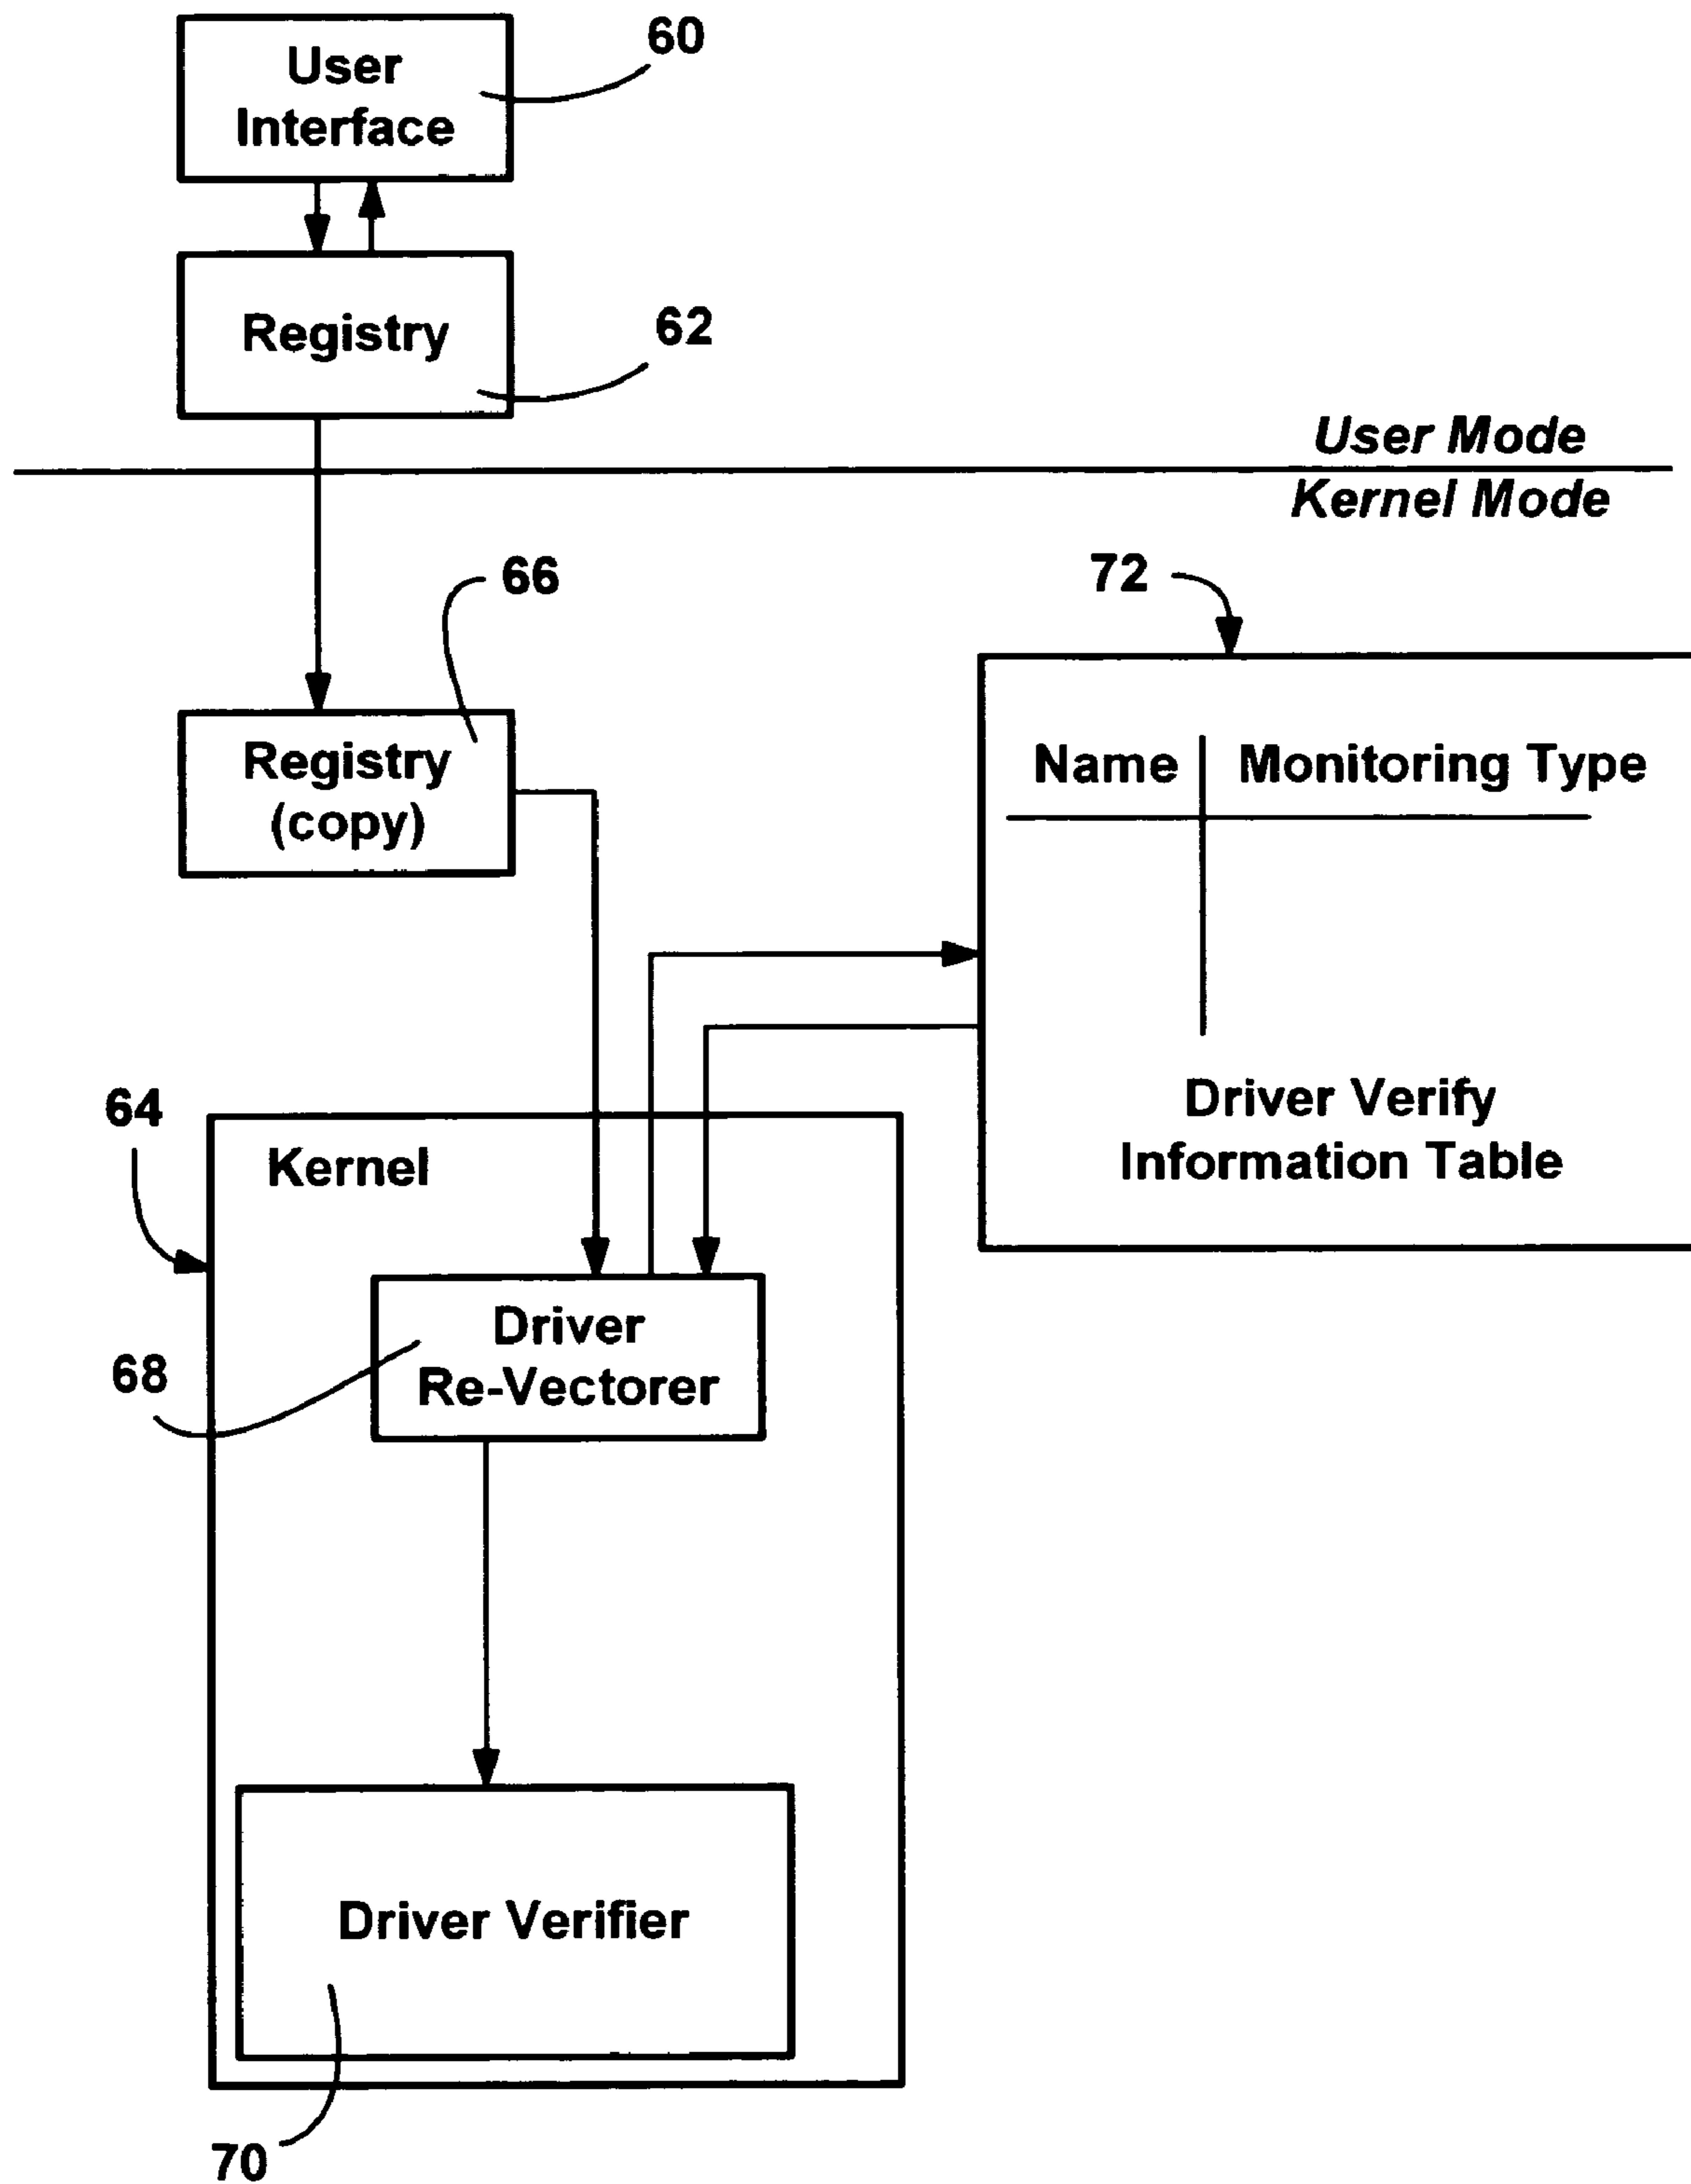 User
Interface
60
Registry
62
User Mode
Kernel Mode
66
72
Registry
(copy)
Name
Monitoring Type
Driver Verify
Information Table
64
Kernel
Driver
Re-Vectorer
68
Driver Verifier
70